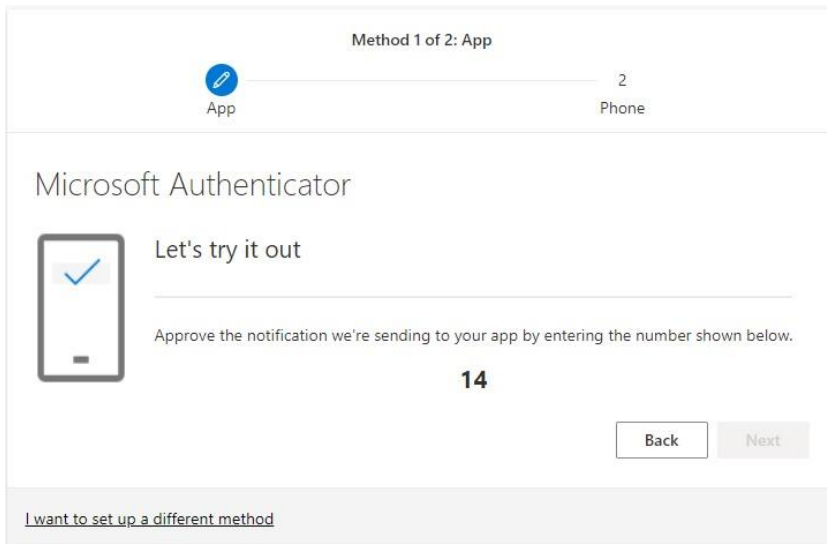 Method 1 of 2: App
2
App
Phone
Microsoft Authenticator
Let's try it out
Approve the notification we're sending to your app by entering the number shown below.
14
Back
Next
I want to set up a different method